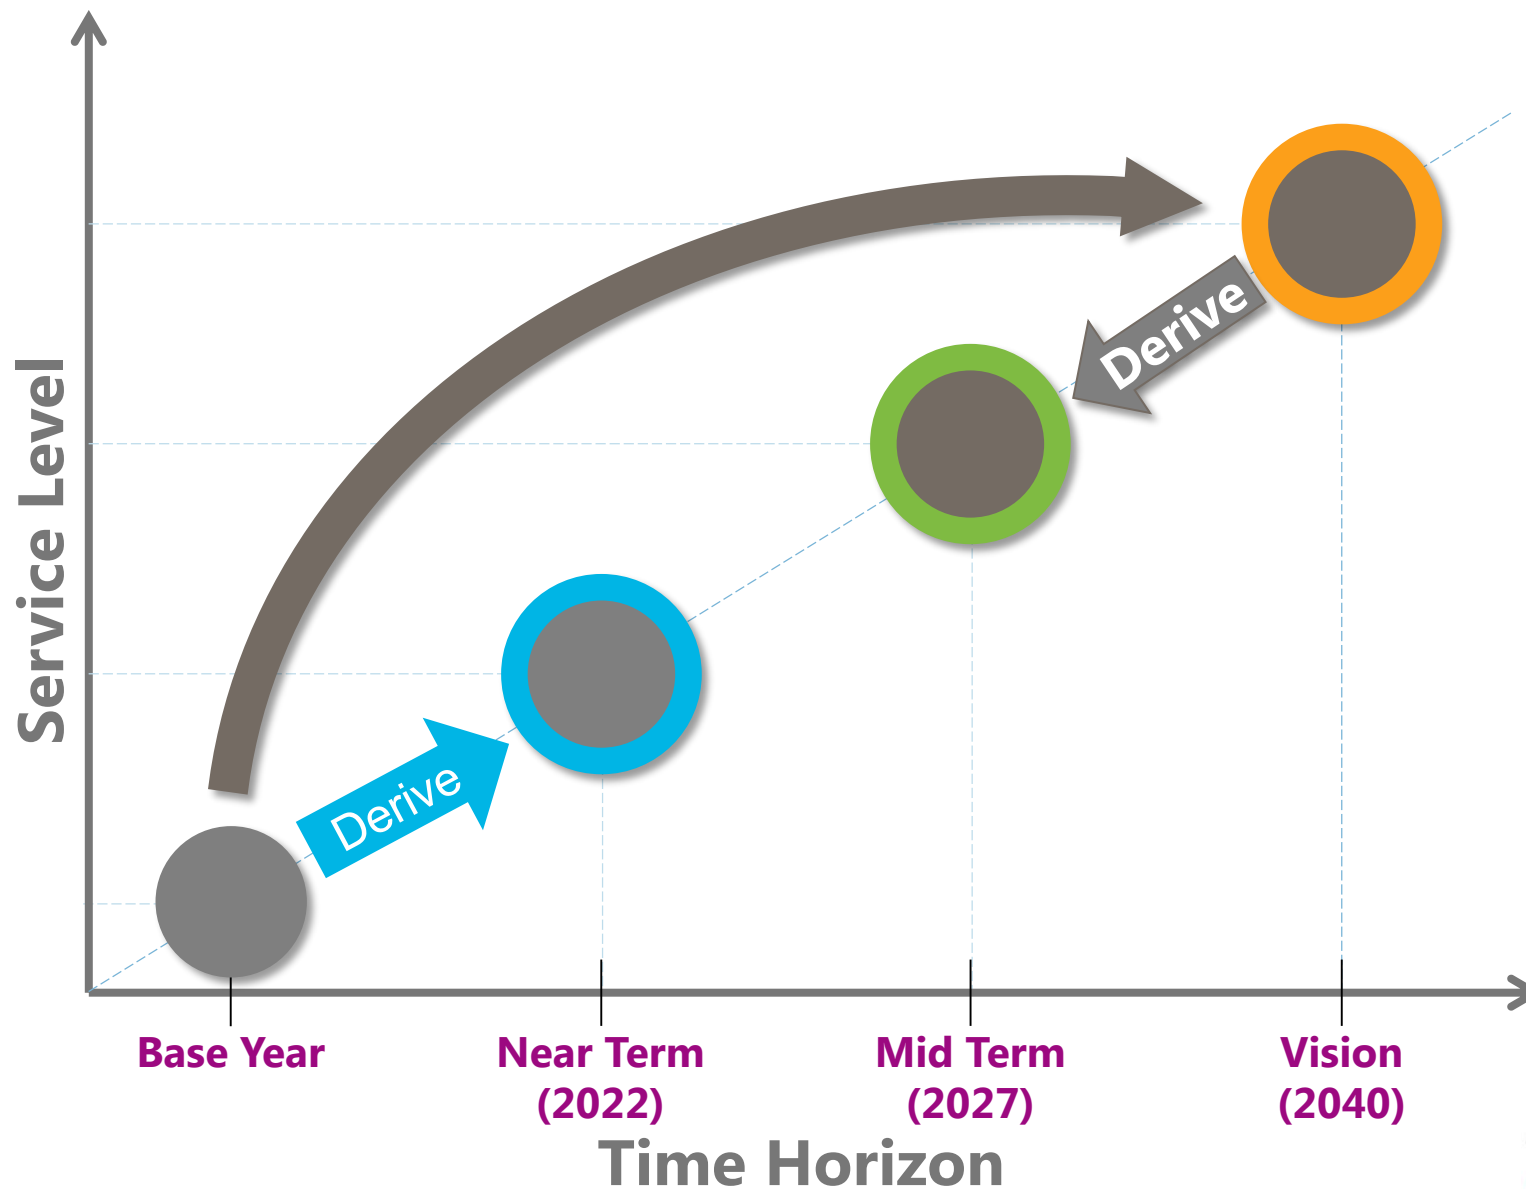 Service Level
Derive
Derive
Base Year
Near Term
(2022)
Mid Term
(2027)
Vision
(2040)
Time Horizon